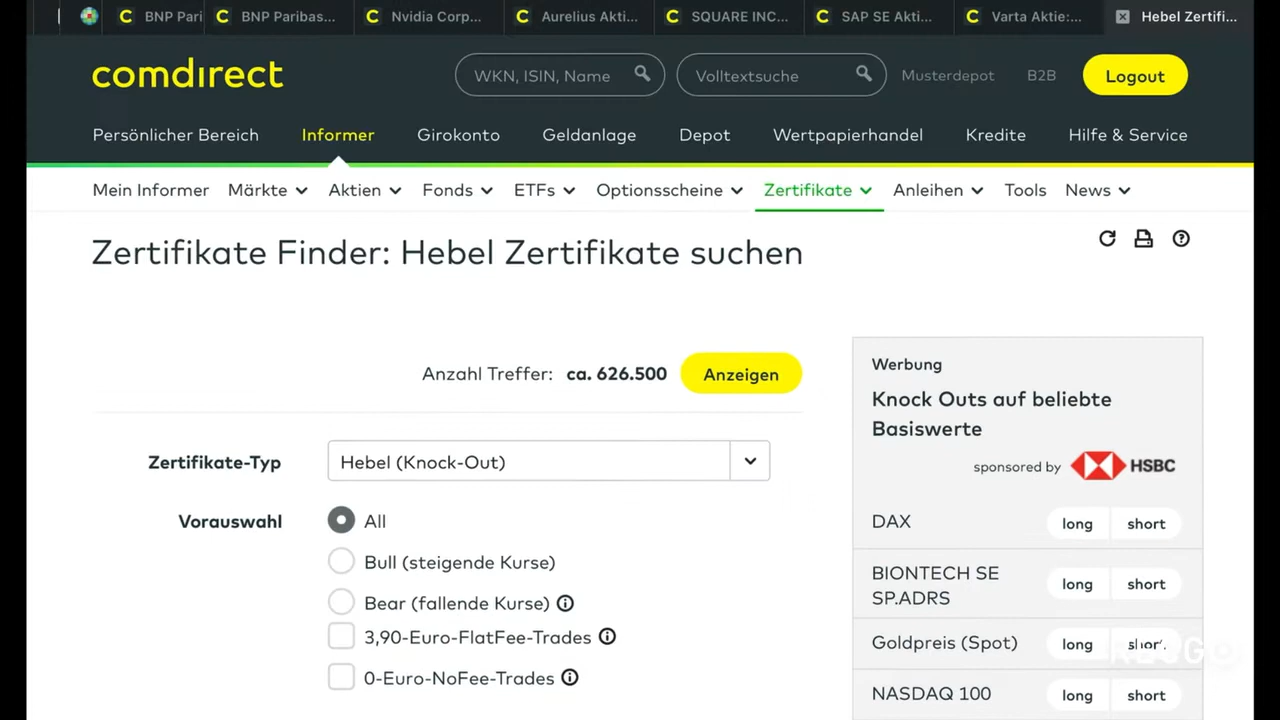 BNP Pari
BNP Paribas...
Nvidia Corp...
Aurelius Akti...
SQUARE INC...
SAP SE Akti...
Varta Aktie:...
Hebel Zertifi...
comdirect
WKN, ISIN, Name
Volltextsuche
Musterdepot
B2B
Logout
Persönlicher Bereich
Informer
Girokonto
Geldanlage
Depot
Wertpapierhandel
Kredite
Hilfe & Service
Mein Informer
Märkte
Aktien
Fonds
ETFs
Optionsscheine
Zertifikate
Anleihen
Tools
News
Zertifikate Finder: Hebel Zertifikate suchen
Anzahl Treffer: ca. 626.500
Anzeigen
Zertifikate-Typ
Hebel (Knock-Out)
Vorauswahl
All
Bull (steigende Kurse)
Bear (fallende Kurse)
3,90-Euro-FlatFee-Trades
0-Euro-NoFee-Trades
Werbung
Knock Outs auf beliebte
Basiswerte
sponsored by HSBC
DAX
long short
BIONTECH SE
SP.ADRS
long short
Goldpreis (Spot)
long short
NASDAQ 100
long short